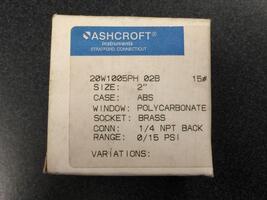 ASHCROFT®
Instruments
STRATFORD, CONNECTICUT
20W1005PH 02B 15#
SIZE: 2"
CASE: ABS
WINDOW: POLYCARBONATE
SOCKET: BRASS
CONN: 1/4 NPT BACK
RANGE: 0/15 PSI
VARIATIONS: